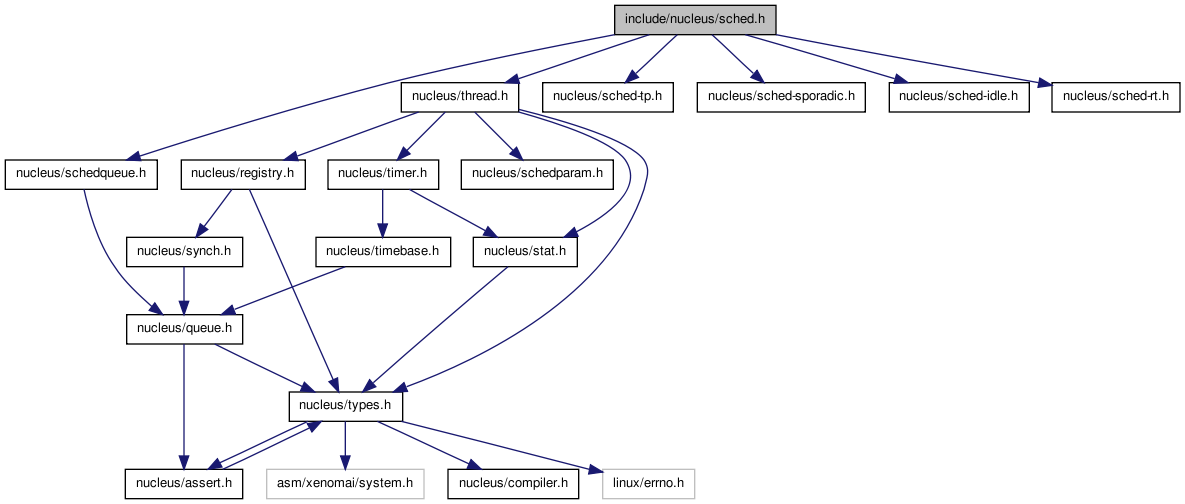 include/nucleus/sched.h
nucleus/thread.h
nucleus/sched-tp.h
nucleus/sched-sporadic.h
nucleus/sched-idle.h
nucleus/sched-rt.h
nucleus/schedqueue.h
nucleus/registry.h
nucleus/timer.h
nucleus/schedparam.h
nucleus/synch.h
nucleus/timebase.h
nucleus/stat.h
nucleus/queue.h
nucleus/types.h
nucleus/assert.h
asm/xenomai/system.h
nucleus/compiler.h
linux/errno.h